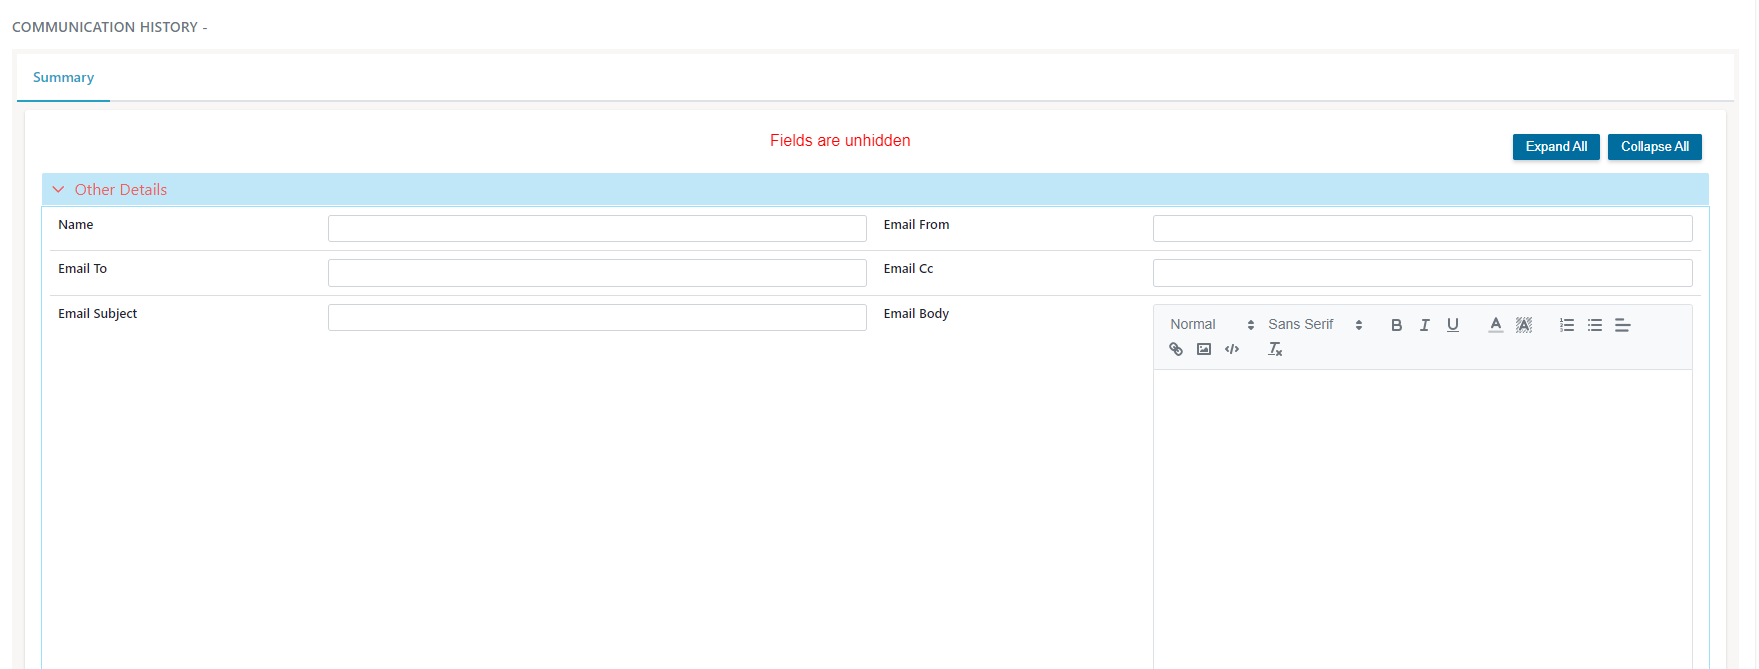 COMMUNICATION HISTORY -
Summary
Fields are unhidden
Expand All Collapse All
Other Details
Name Email From
Email To Email Cc
Email Subject Email Body
Normal Sans Serif